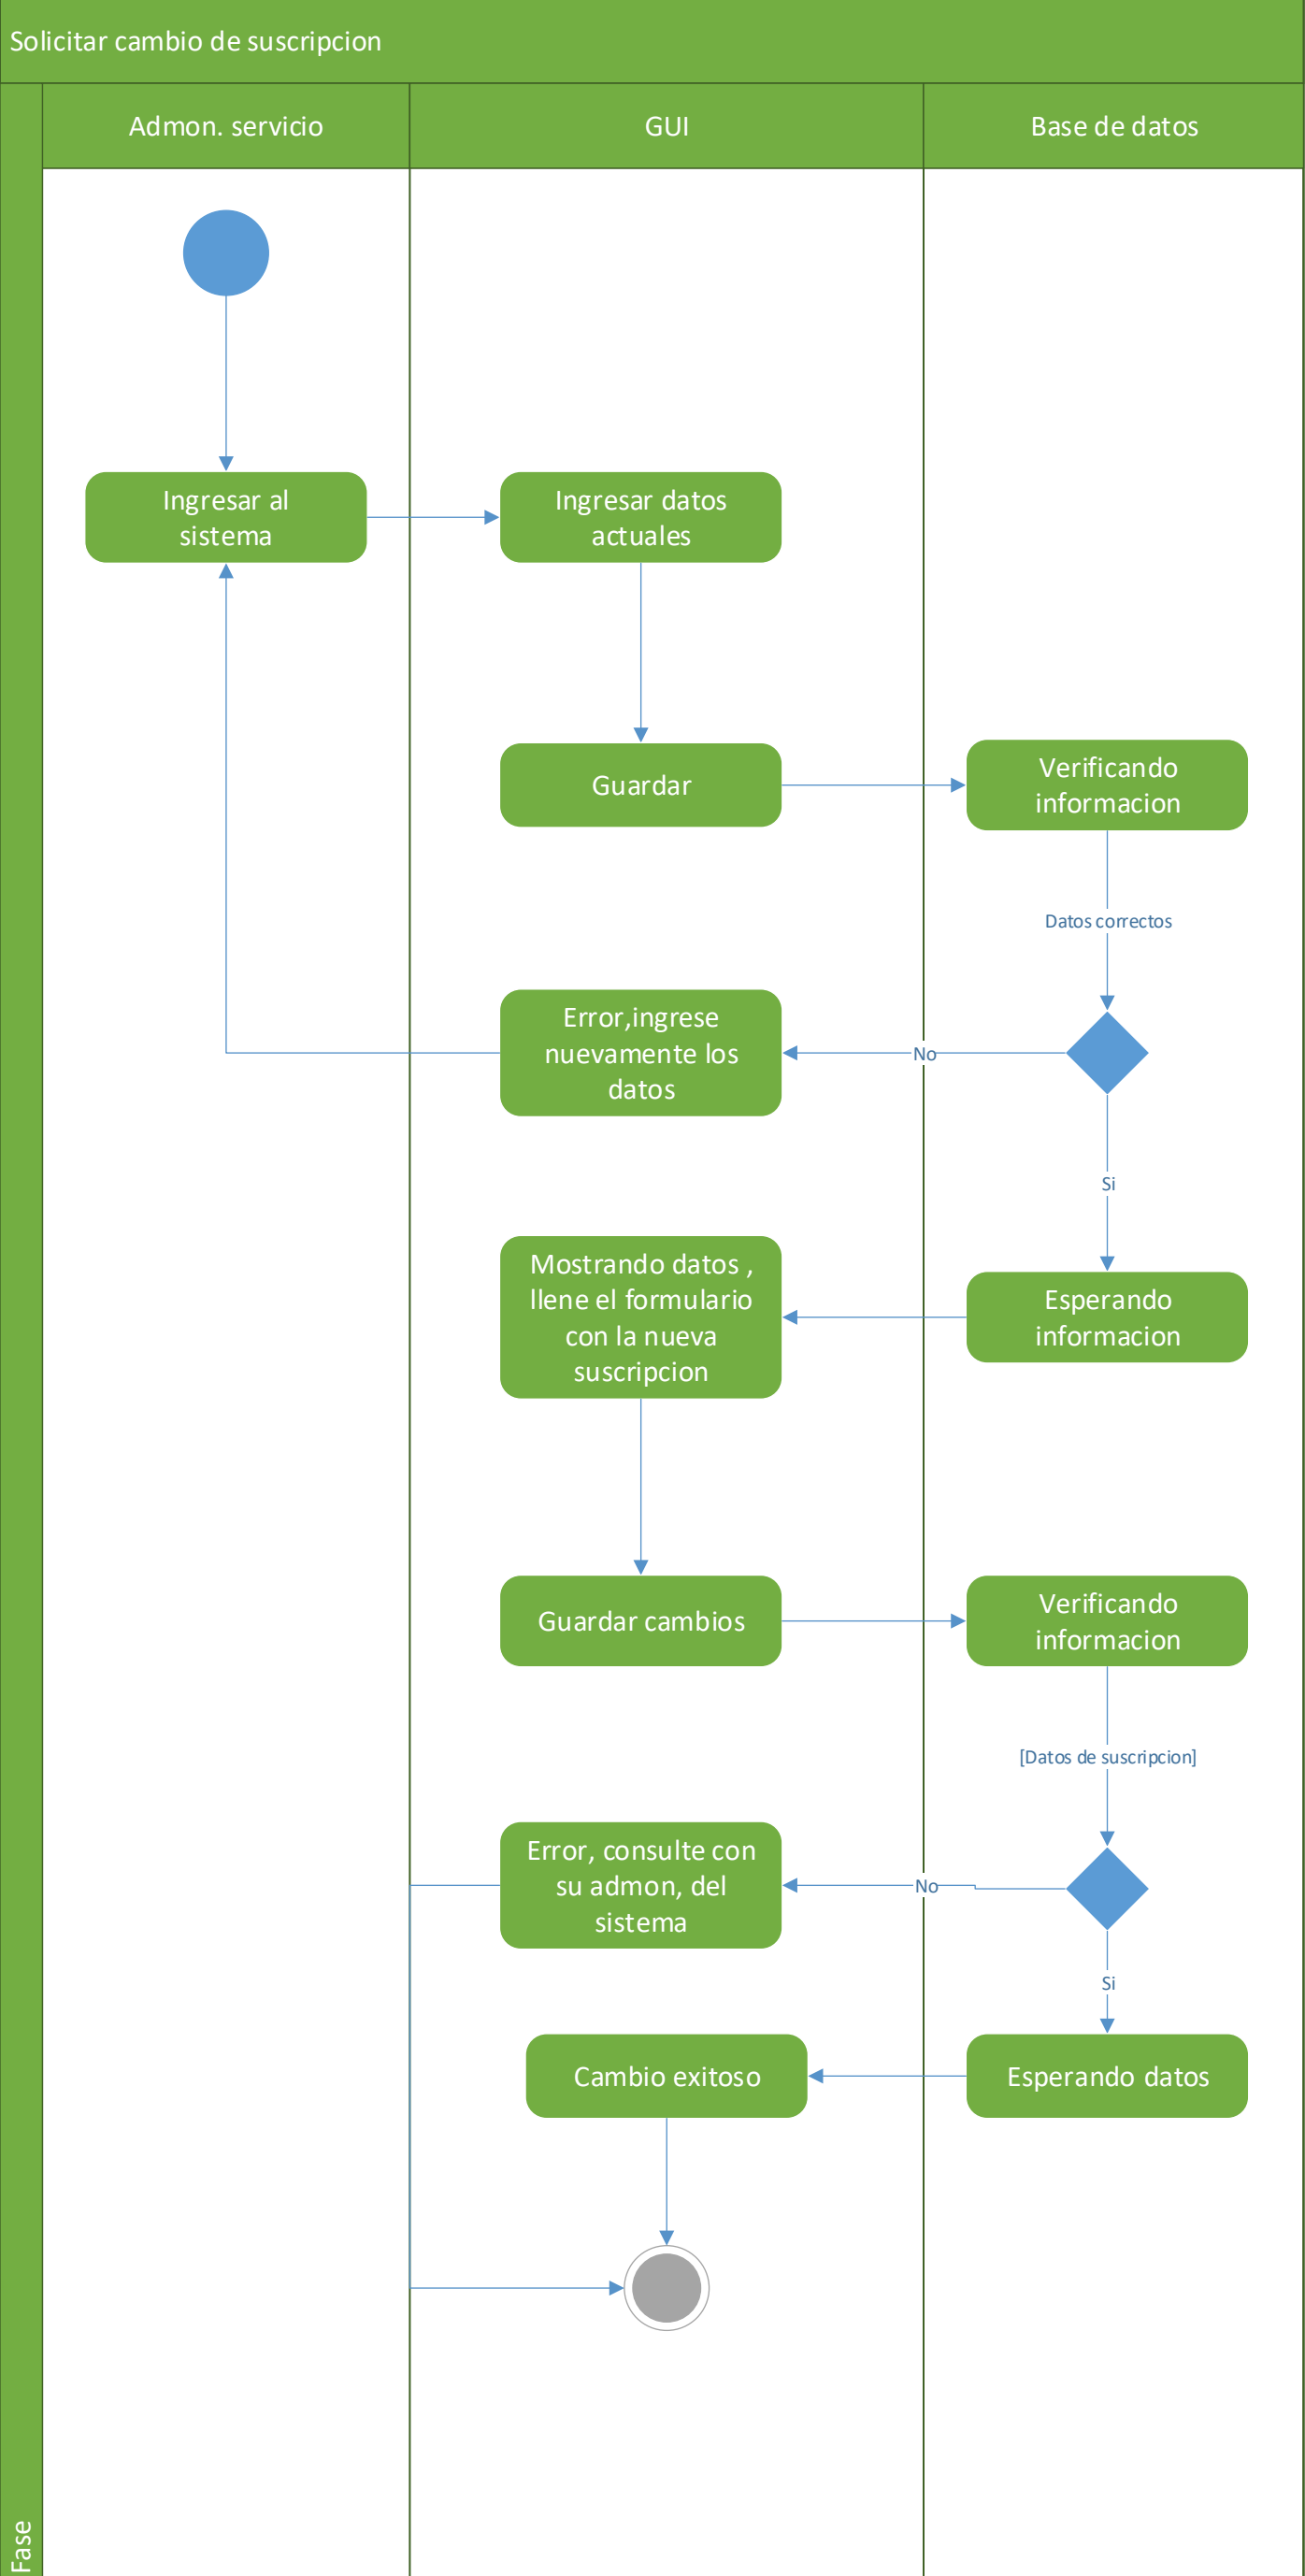 Solicitar cambio de suscripcion
Admon. servicio
GUI
Base de datos
Ingresar al
sistema
Ingresar datos
actuales
Guardar
Verificando
informacion
Datos correctos
Error,ingrese
nuevamente los
datos
No
Si
Mostrando datos ,
llene el formulario
con la nueva
suscripcion
Esperando
informacion
Guardar cambios
Verificando
informacion
[Datos de suscripcion]
Error, consulte con
su admon, del
sistema
No
Si
Cambio exitoso
Esperando datos
Fase